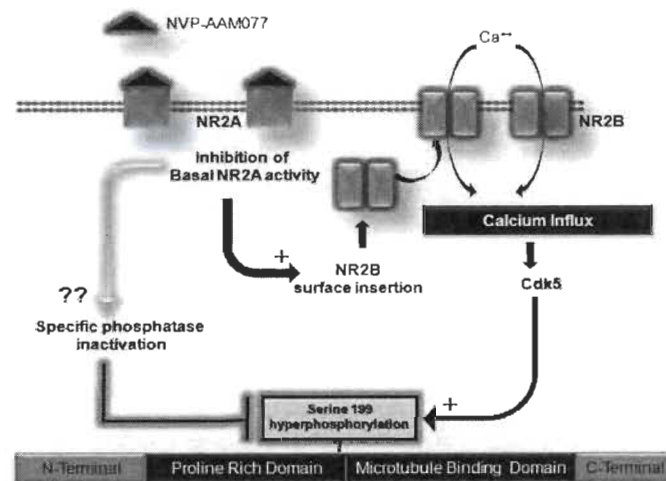 NVP-AAM077
Ca++
NR2A
NR2B
Inhibition of
Basal NR2A activity
Calcium Influx
+
NR2B
surface insertion
Cdk5
??
Specific phosphatase
inactivation
+
Serine 199
hyperphosphorylation
N-Terminal
Proline Rich Domain
Microtubule Binding Domain
C-Terminal